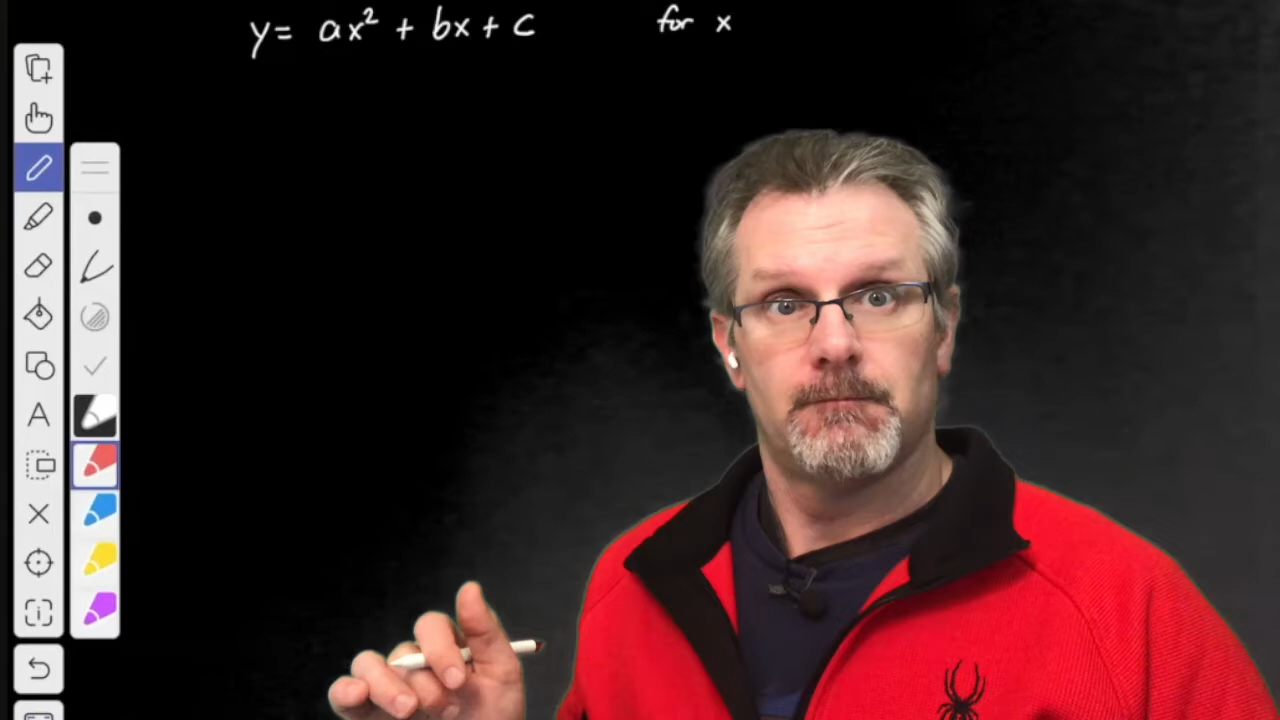 y= ax² + bx + c for x
A